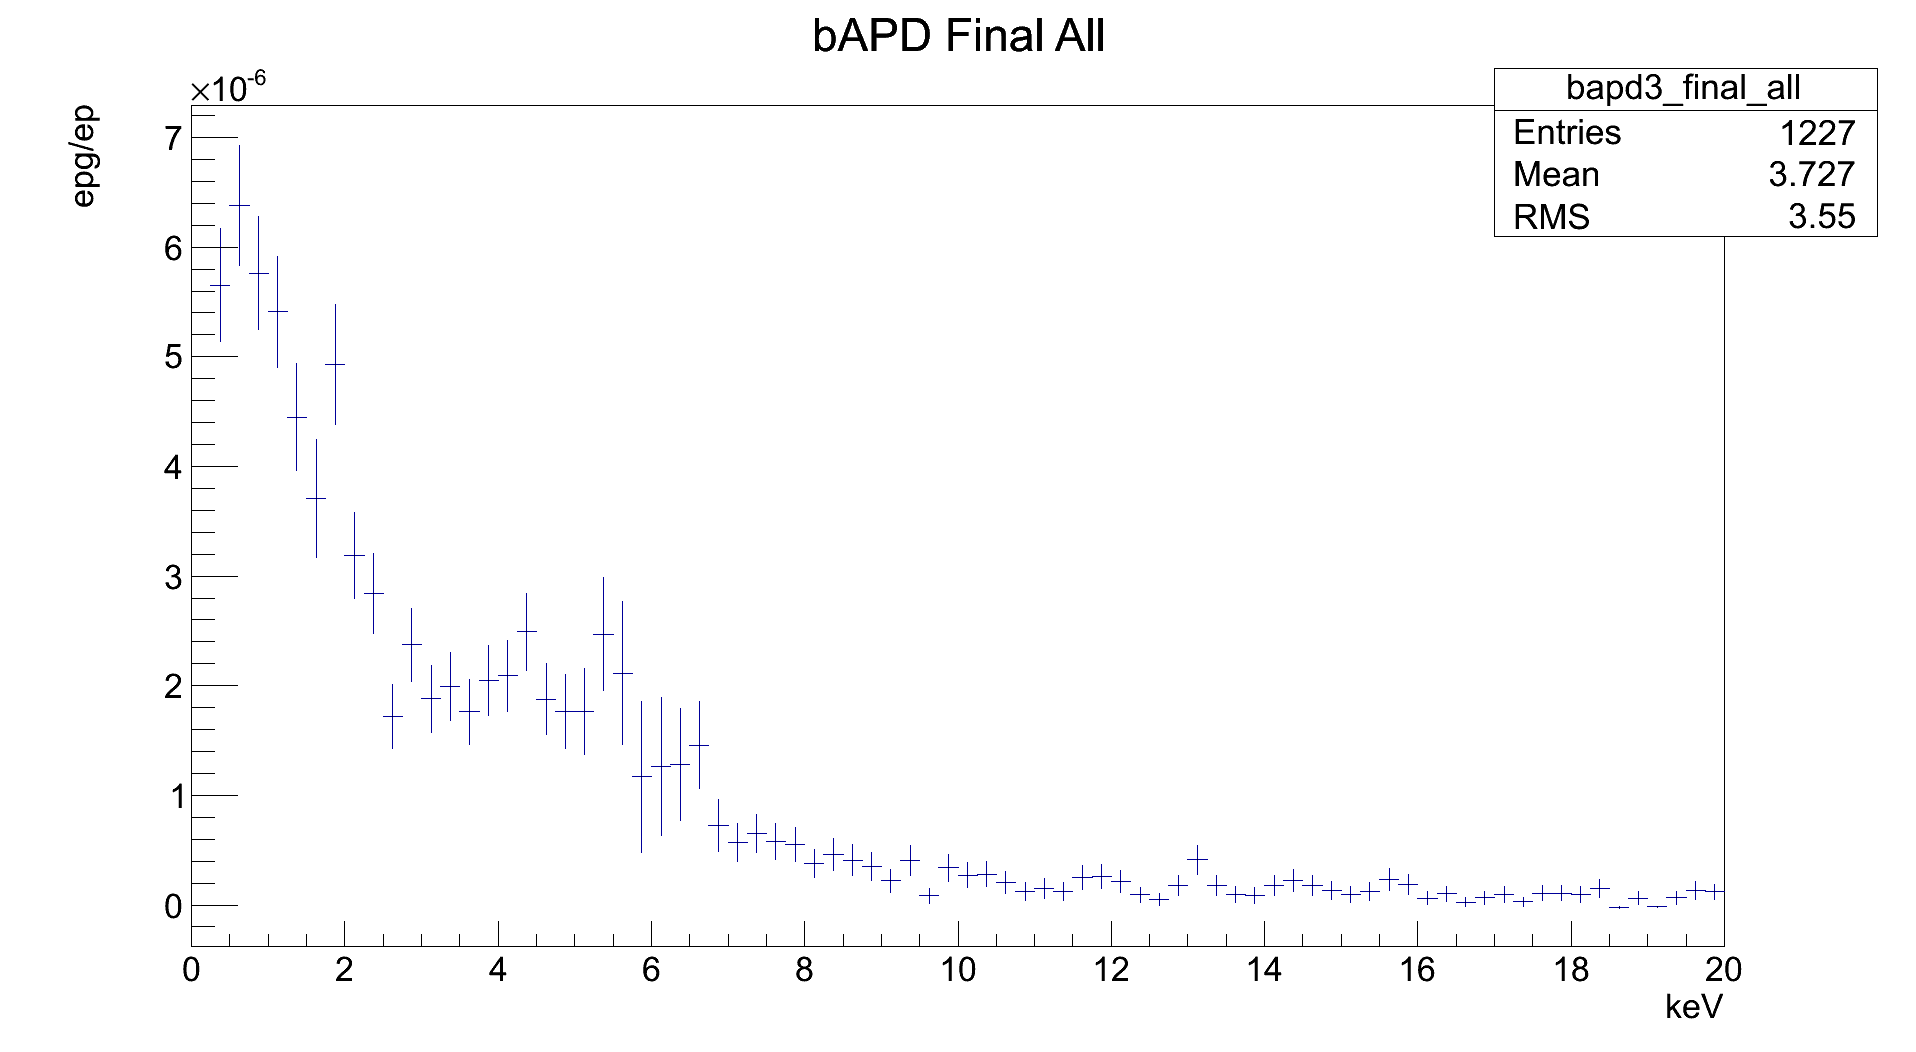 bAPD Final All
×10-6
epg/ep
bapd3_final_all
Entries 1227
Mean 3.727
RMS 3.55
7
6
5
4
3
2
1
0
0 2 4 6 8 10 12 14 16 18 20
keV